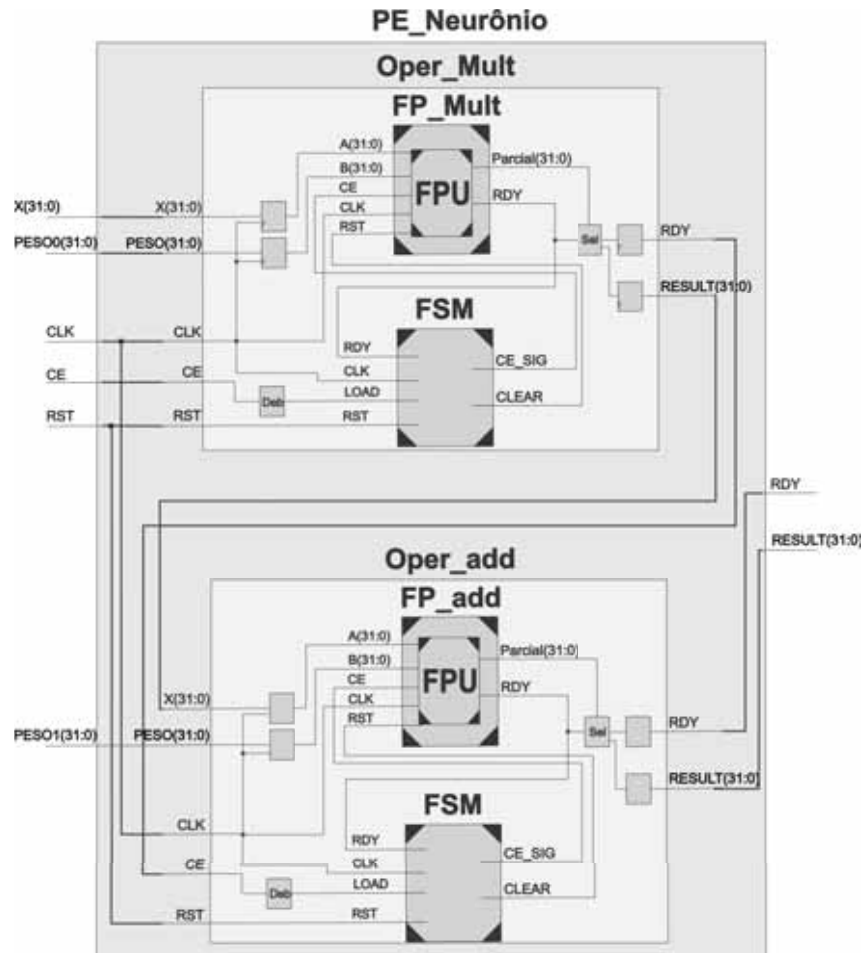 PE_Neurônio
Oper_Mult
FP_Mult
A(31:0)
B(31:0)
CE
CLK
RST
FPU
Parcial(31:0)
RDY
X(31:0)
X(31:0)
PESO0(31:0)
PESO(31:0)
Sel
RDY
RESULT(31:0)
FSM
CLK
CLK
RDY
CE_SIG
CE
CE
CLK
Deb
LOAD
CLEAR
RST
RST
RST
RDY
RESULT(31:0)
Oper_add
FP_add
A(31:0)
B(31:0)
CE
CLK
RST
FPU
Parcial(31:0)
RDY
X(31:0)
PESO1(31:0)
PESO(31:0)
Sel
RDY
RESULT(31:0)
FSM
CLK
RDY
CE_SIG
CE
CLK
Deb
LOAD
CLEAR
RST
RST